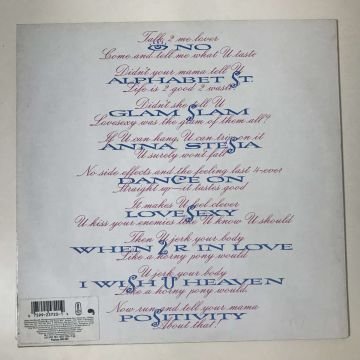 Talk 2 me lover
NO
Come and tell me what U taste
Didn't your mama tell U
ALPHABET ST.
Life is 2 good 2 waste
Didn't she tell U
GLAM SLAM
Lovesexy was the glam of them all?
If U can hang, U can trip on it
ANNA STESIA
U surely won't fall
No side effects and the feeling last 4-ever
DANCE ON
Straight up—it tastes good
It makes U feel clever
LOVESEXY
U kiss your enemies like U know U should
Then U jerk your body
WHEN 2 R IN LOVE
Like a horny pony would
U jerk your body
I WISH U HEAVEN
Like a horny pony would
Now run and tell your mama
POSITIVITY
About that!